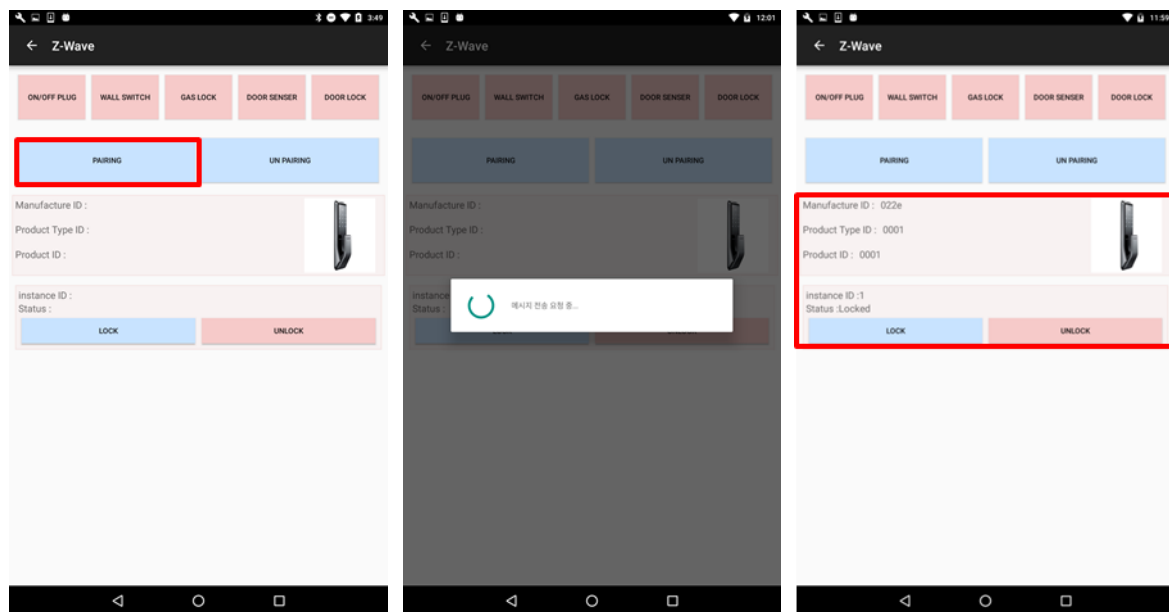 3:49
Z-Wave
ON/OFF PLUG
WALL SWITCH
GAS LOCK
DOOR SENSER
DOOR LOCK
PAIRING
UN PAIRING
Manufacture ID :
Product Type ID :
Product ID :
instance ID :
Status :
LOCK
UNLOCK
12:01
Z-Wave
ON/OFF PLUG
WALL SWITCH
GAS LOCK
DOOR SENSER
DOOR LOCK
PAIRING
UN PAIRING
Manufacture ID :
Product Type ID :
Product ID :
instance
Status :
메시지 전송 요청 중...
11:59
Z-Wave
ON/OFF PLUG
WALL SWITCH
GAS LOCK
DOOR SENSER
DOOR LOCK
PAIRING
UN PAIRING
Manufacture ID : 022e
Product Type ID : 0001
Product ID : 0001
instance ID :1
Status :Locked
LOCK
UNLOCK